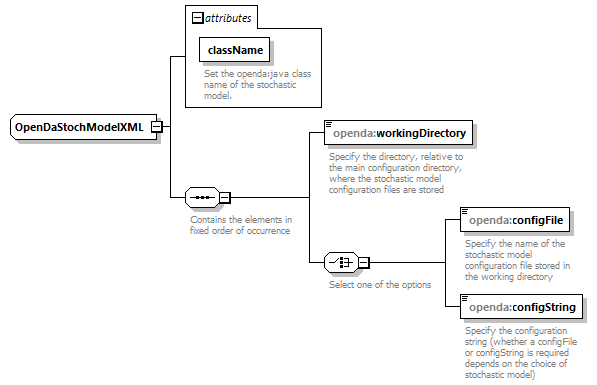 attributes
className
Set the openda:java class
name of the stochastic
model.
OpenDaStochModelXML
Contains the elements in
fixed order of occurrence
openda:workingDirectory
Specify the directory, relative to
the main configuration directory,
where the stochastic model
configuration files are stored
Select one of the options
openda:configFile
Specify the name of the
stochastic model
configuration file stored in
the working directory
openda:configString
Specify the configuration
string (whether a configFile
or configString is required
depends on the choice of
stochastic model)